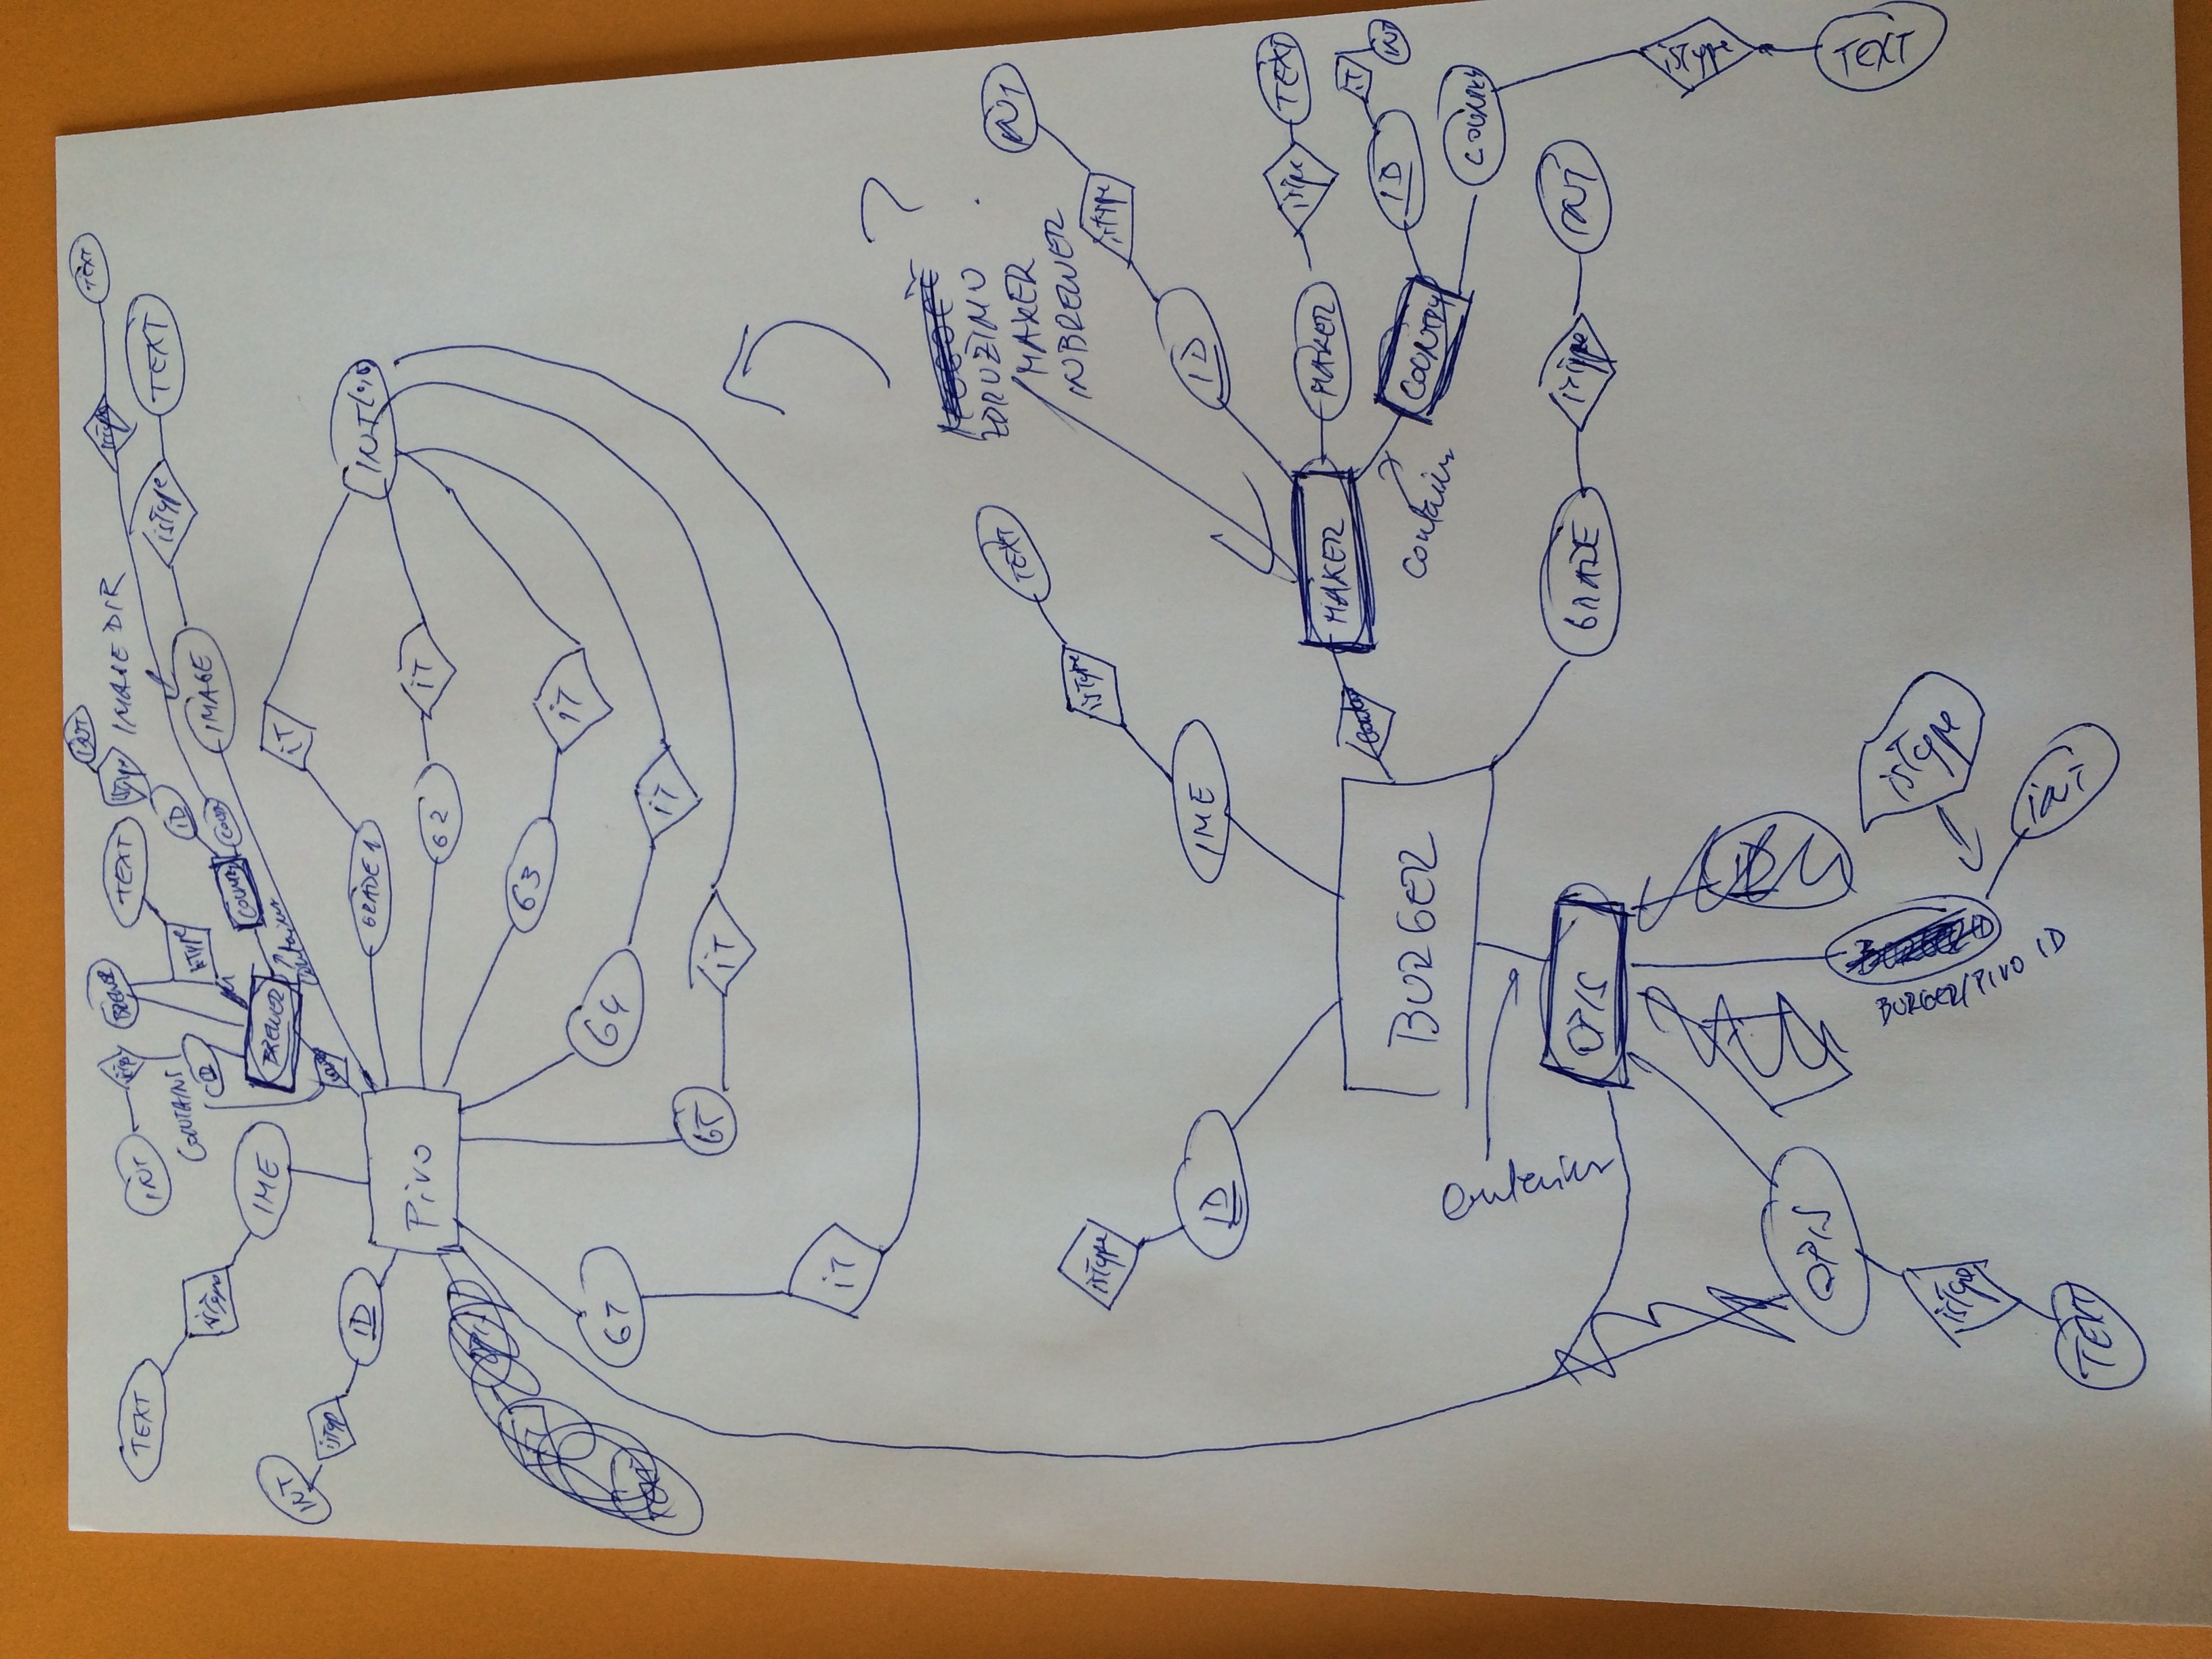 TEXT
INT
isType
BREWER
TEXT
isType
INT
IMAGE DIR
isType
TEXT
CONTAINS
ID
isType
ID
COUNTRY
IMAGE
isType
TEXT
isType
IME
BREWER
contains
INT
isType
ID
Pivo
GRADE 1
iT
INT(1,5)
G2
iT
G3
iT
G4
iT
G5
iT
G7
iT
?
ZDRUZIMO
MAKER
IN BREWER
isType
ID
IME
isType
TEXT
ID
isType
INT
BURGER
MAKER
MAKER
isType
TEXT
contains
COUNTRY
ID
iT
INT
COUNTRY
isType
TEXT
contains
OPIS
GRADE
isType
INT
OPIS
isType
TEXT
BURGER/PIVO ID
isType
INT